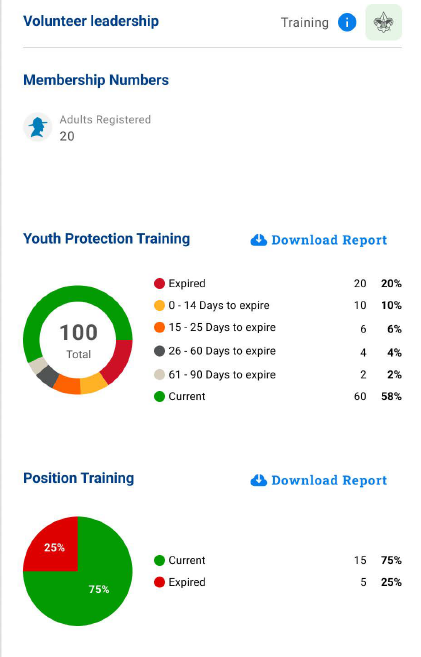 Volunteer leadership Training i
Membership Numbers
Adults Registered
20
Youth Protection Training Download Report
100
Total
Expired 20 20%
0 - 14 Days to expire 10 10%
15 - 25 Days to expire 6 6%
26 - 60 Days to expire 4 4%
61 - 90 Days to expire 2 2%
Current 60 58%
Position Training Download Report
25%
75%
Current 15 75%
Expired 5 25%